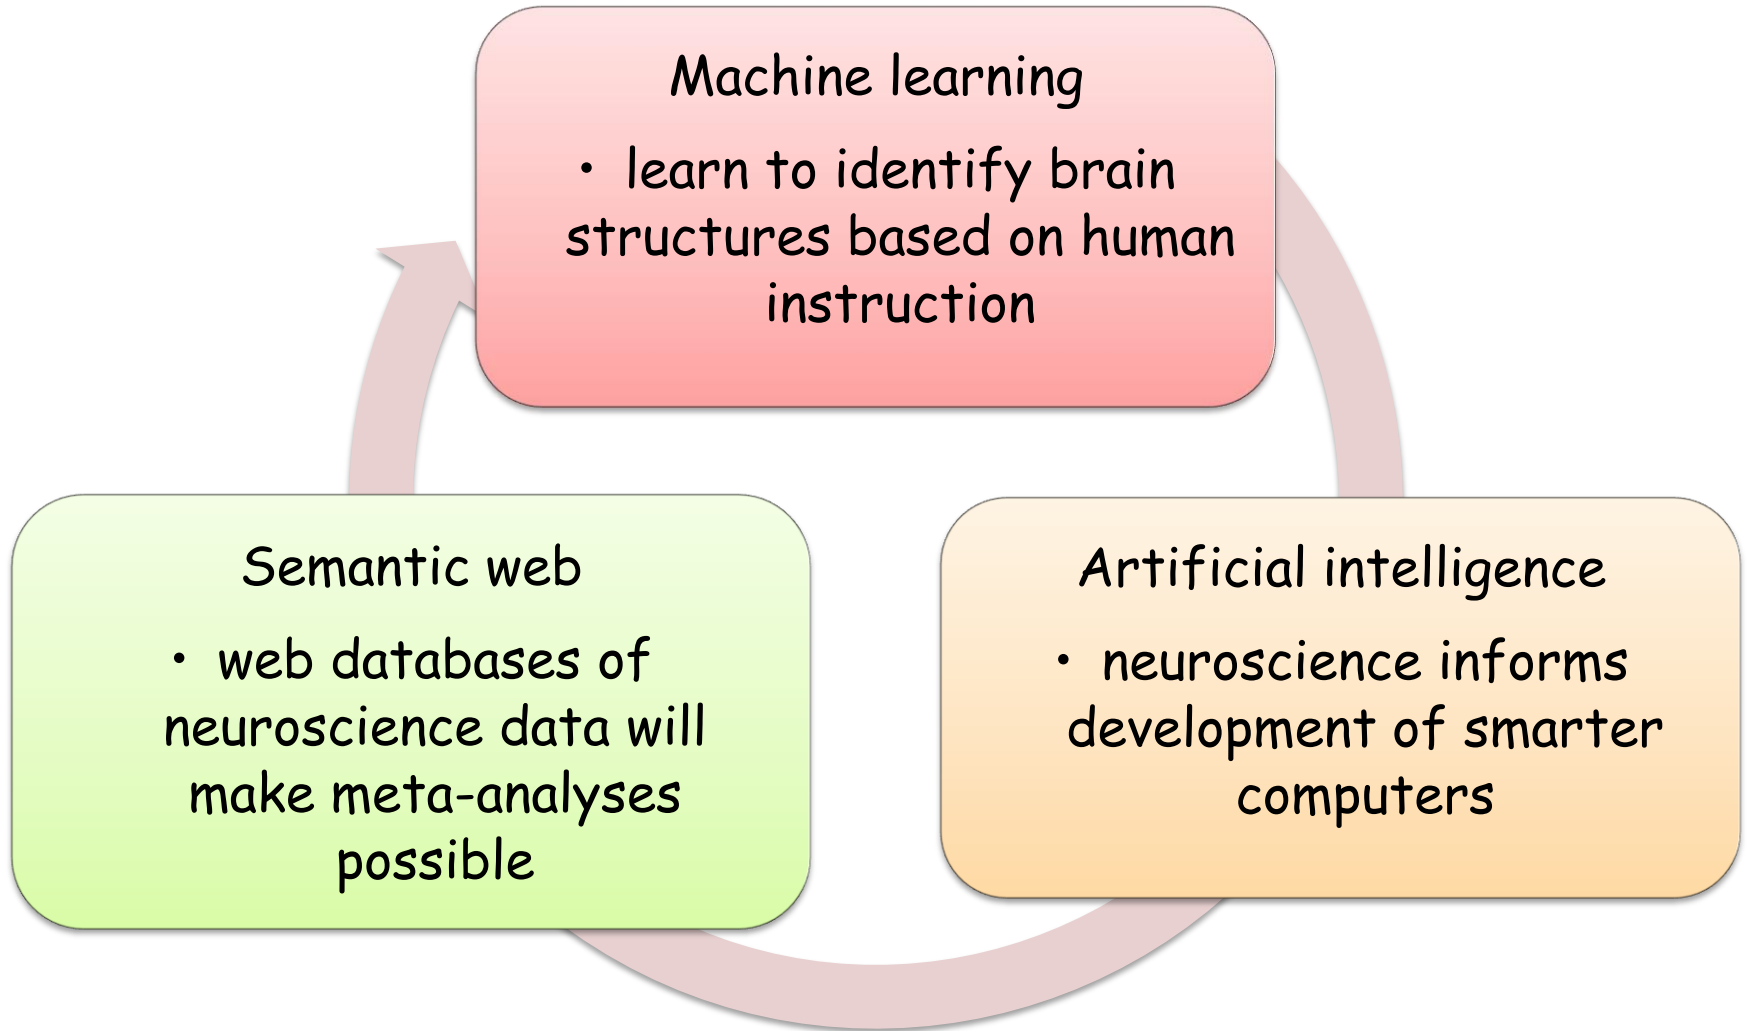 Machine learning
• learn to identify brain
structures based on human
instruction
Semantic web
• web databases of
neuroscience data will
make meta-analyses
possible
Artificial intelligence
• neuroscience informs
development of smarter
computers